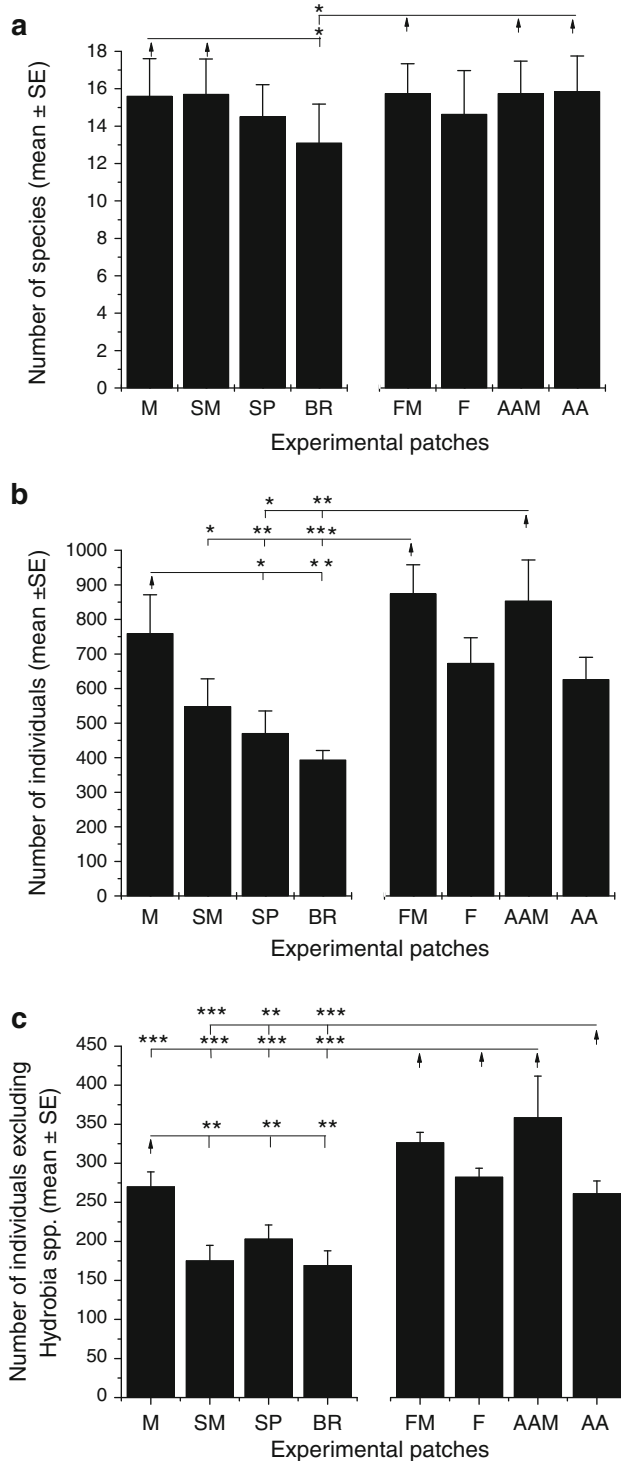 a
*
*
18
16
14
12
10
8
6
4
2
0
Number of species (mean ± SE)
M SM SP BR FM F AAM AA
Experimental patches
b
* **
* ** ***
* **
1000
900
800
700
600
500
400
300
200
100
0
Number of individuals (mean ±SE)
M SM SP BR FM F AAM AA
Experimental patches
c
*** ** ***
*** *** *** ***
** ** **
450
400
350
300
250
200
150
100
50
0
Number of individuals excluding
Hydrobia spp. (mean ± SE)
M SM SP BR FM F AAM AA
Experimental patches